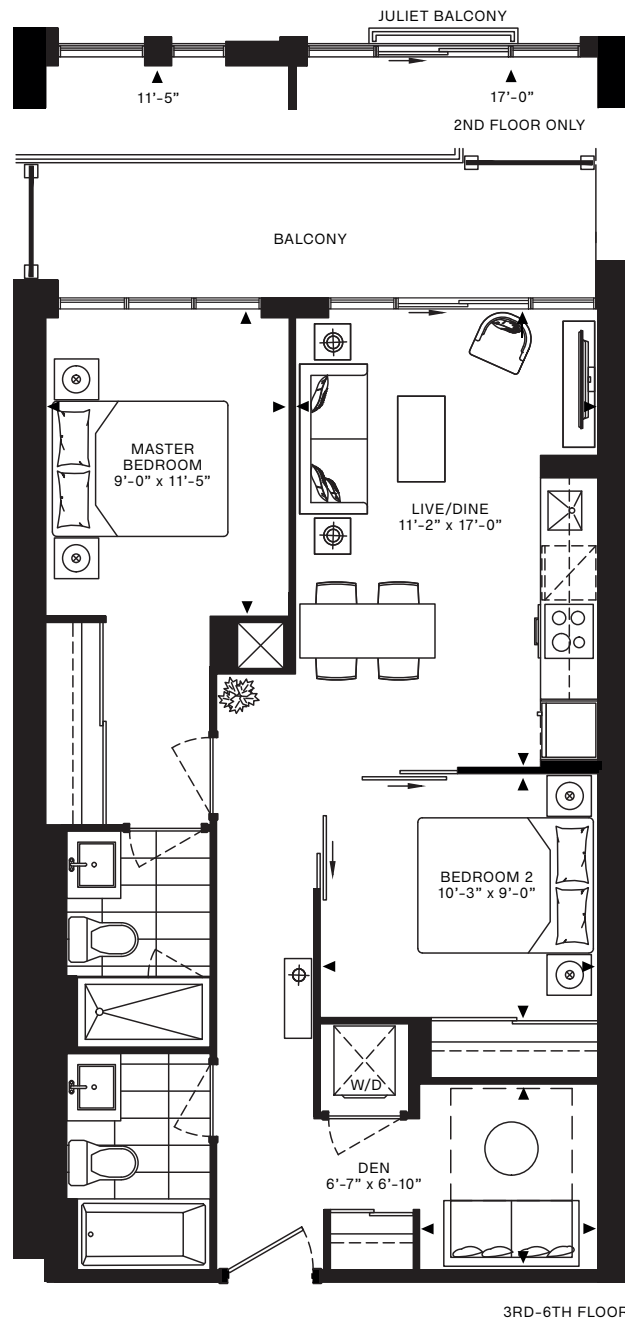 JULIET BALCONY
11'-5"
17'-0"
2ND FLOOR ONLY
BALCONY
MASTER
BEDROOM
9'-0" x 11'-5"
LIVE/DINE
11'-2" x 17'-0"
BEDROOM 2
10'-3" x 9'-0"
W/D
DEN
6'-7" x 6'-10"
3RD-6TH FLOOR